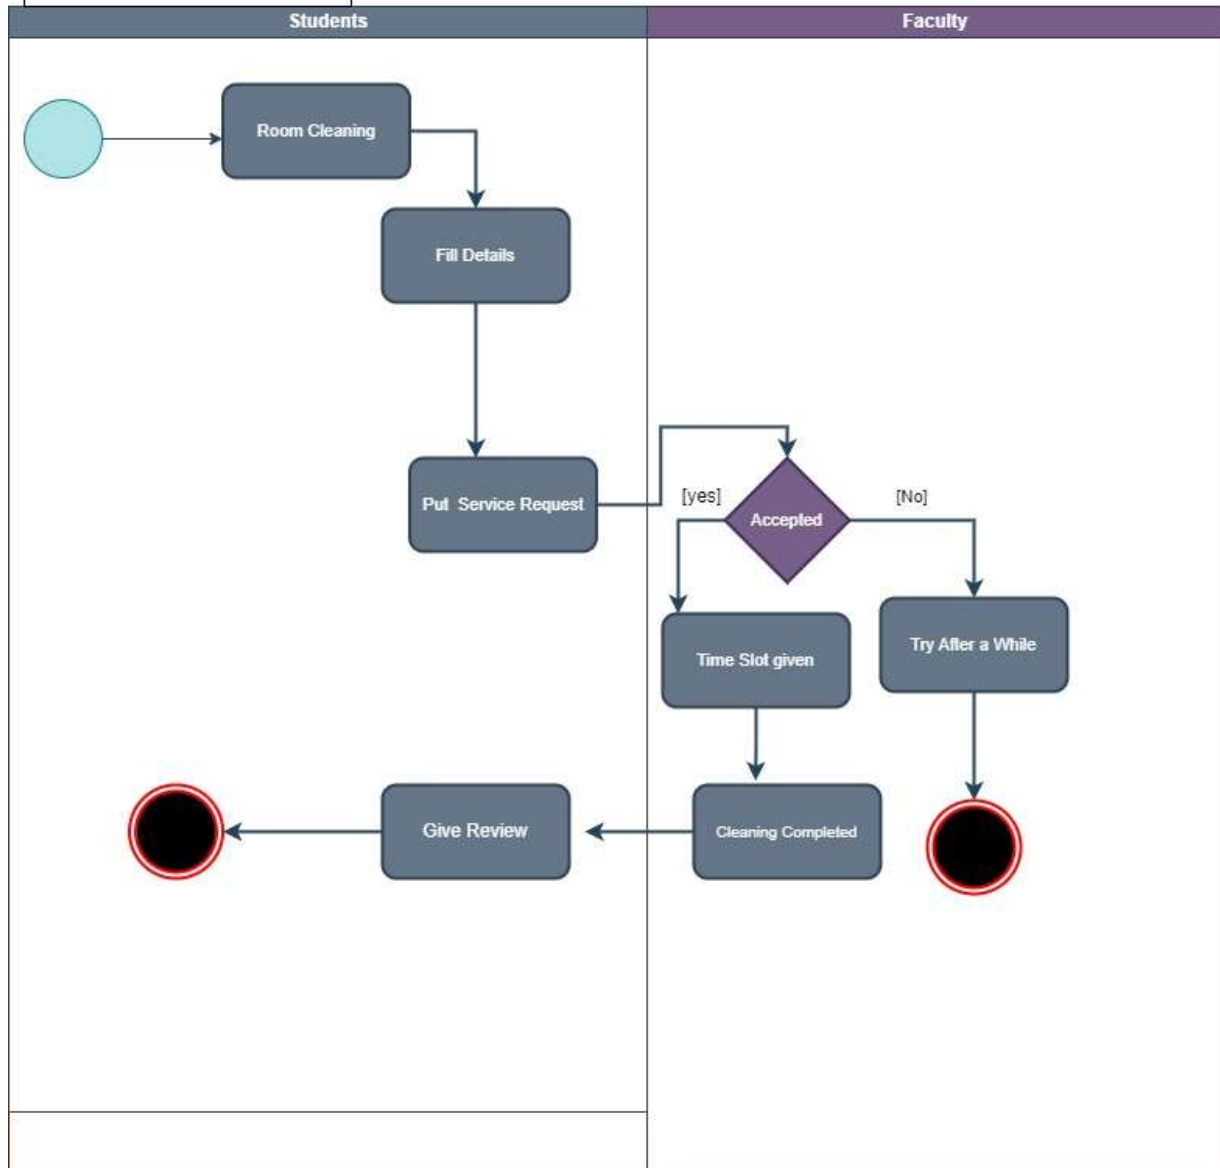 Students
Faculty
Room Cleaning
Fill Details
Put Service Request
[yes]
Accepted
[No]
Time Slot given
Try After a While
Give Review
Cleaning Completed